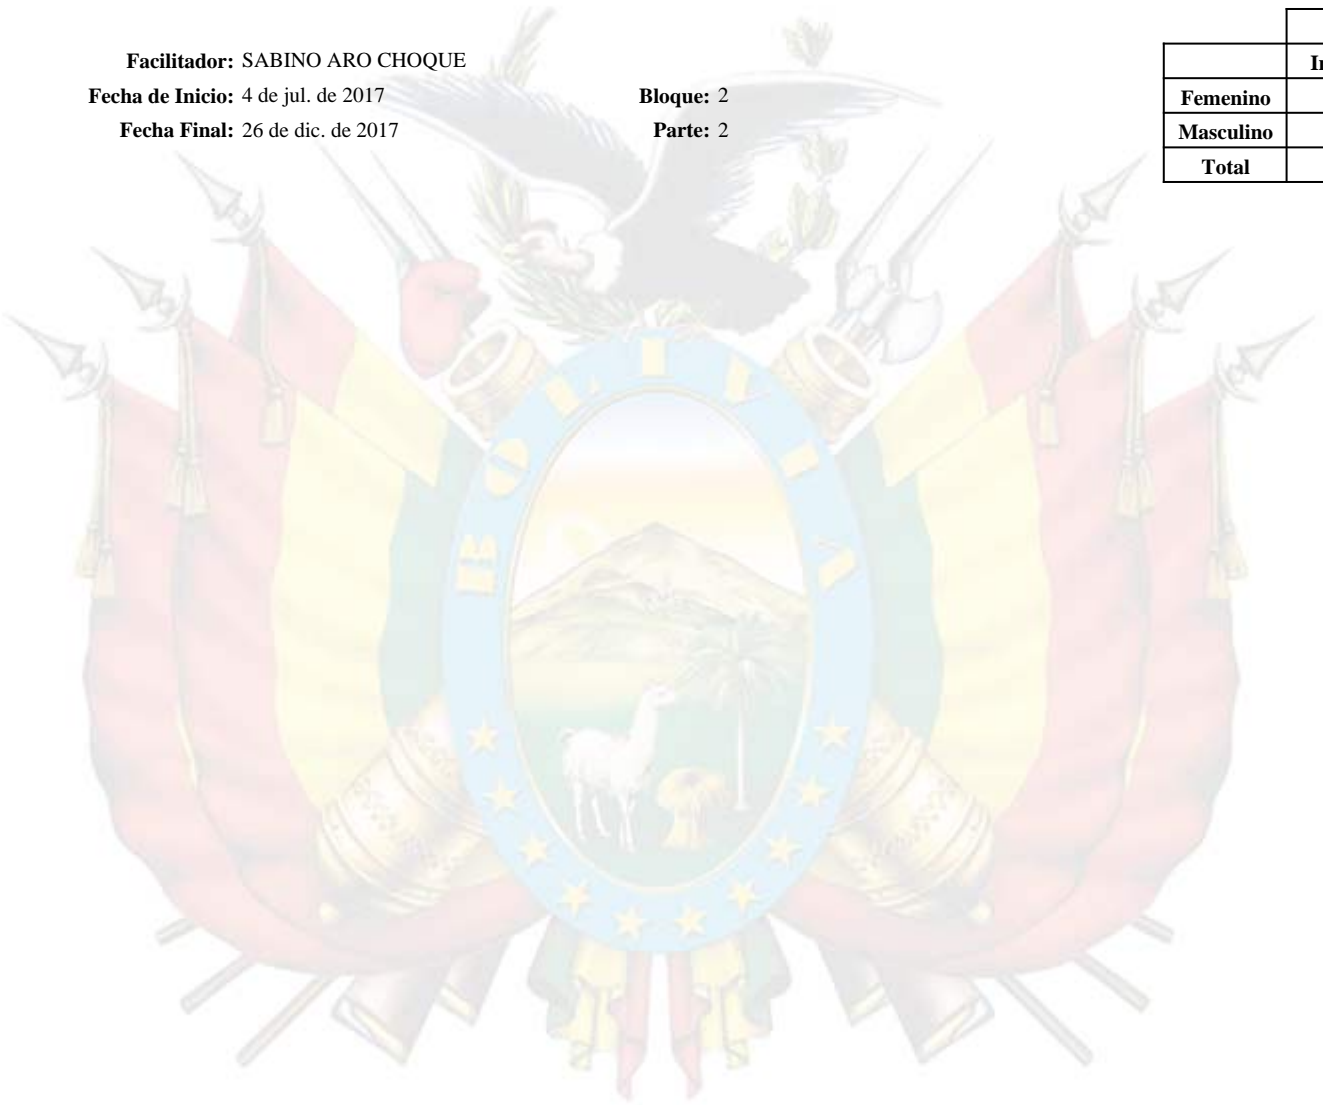 Facilitador: SABINO ARO CHOQUE
Fecha de Inicio: 4 de jul. de 2017 Bloque: 2
Fecha Final: 26 de dic. de 2017 Parte: 2
Femenino
Masculino
Total
BOLIVIA